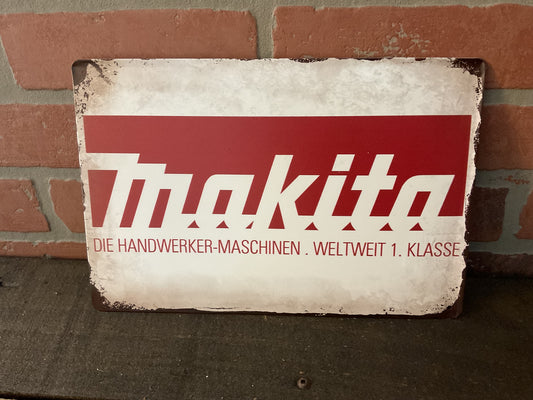 makita
DIE HANDWERKER-MASCHINEN . WELTWEIT 1. KLASSE